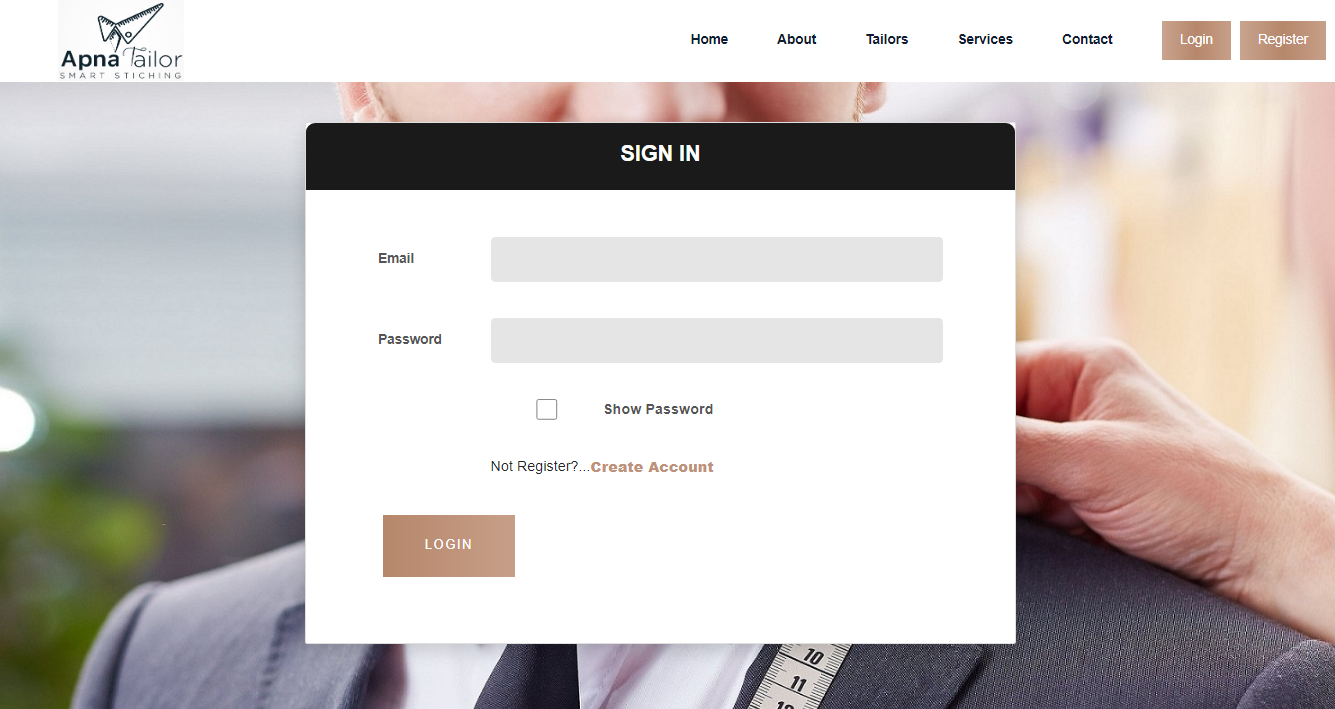 Apna Tailor
SMART STICHING
Home About Tailors Services Contact Login Register
SIGN IN
Email
Password
Show Password
Not Register?...Create Account
LOGIN
10
11